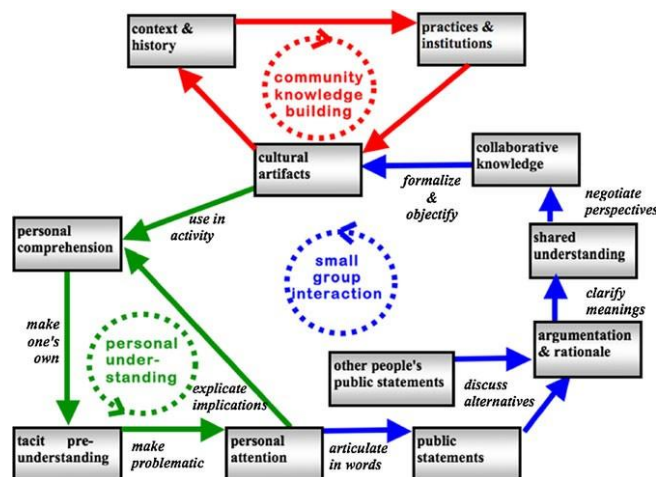 context &
history
practices &
institutions
community
knowledge
building
cultural
artifacts
collaborative
knowledge
formalize
&
objectify
negotiate
perspectives
use in
activity
personal
comprehension
small
group
interaction
shared
understanding
clarify
meanings
make
one's
own
personal
under-
standing
explicate
implications
other people's
public statements
argumentation
& rationale
discuss
alternatives
tacit pre-
understanding
make
problematic
personal
attention
articulate
in words
public
statements